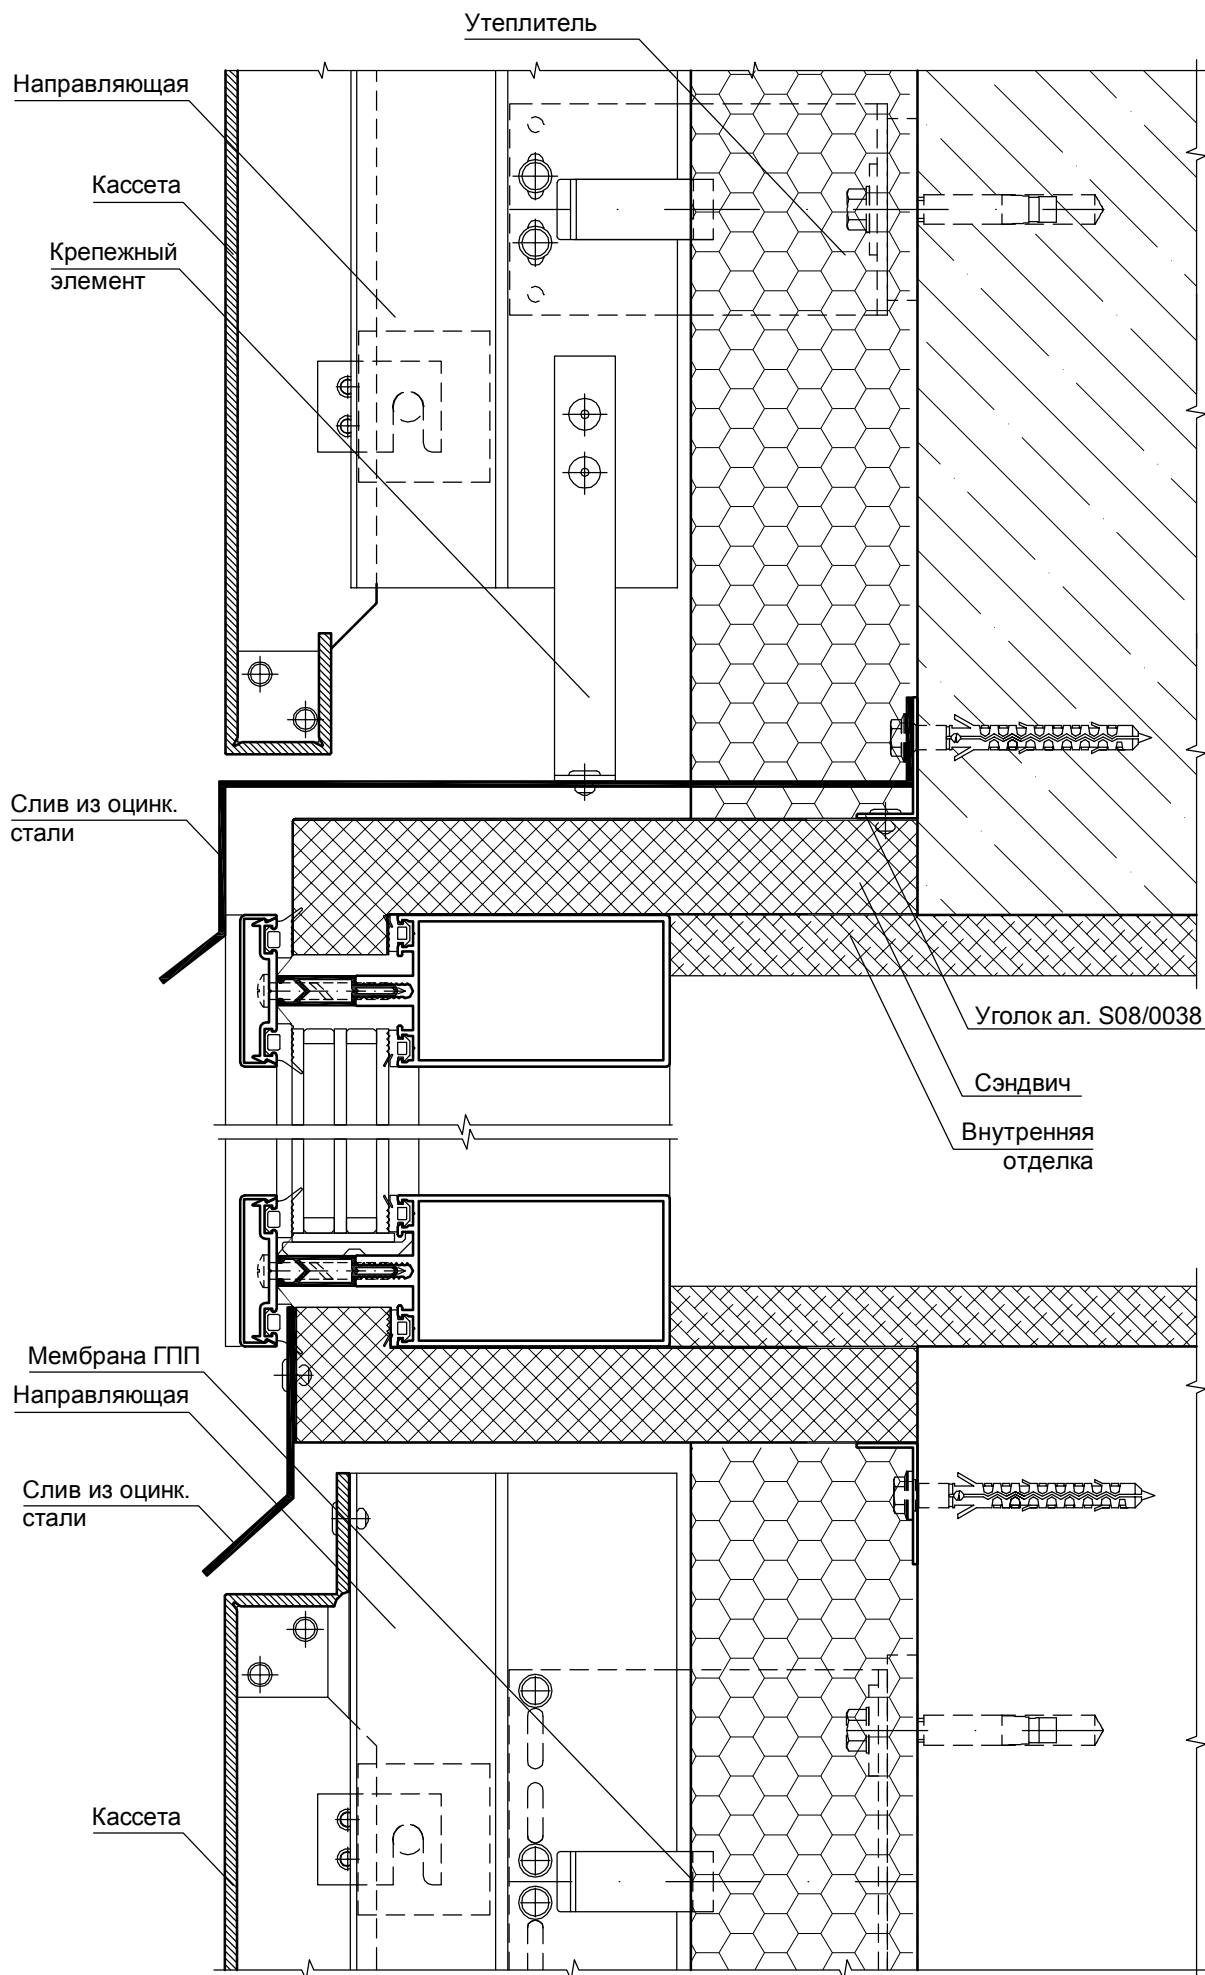 Утеплитель
Направляющая
Кассета
Крепежный
элемент
Слив из оцинк.
стали
Уголок ал. S08/0038
Сэндвич
Внутренняя
отделка
Мембрана ГПП
Направляющая
Слив из оцинк.
стали
Кассета